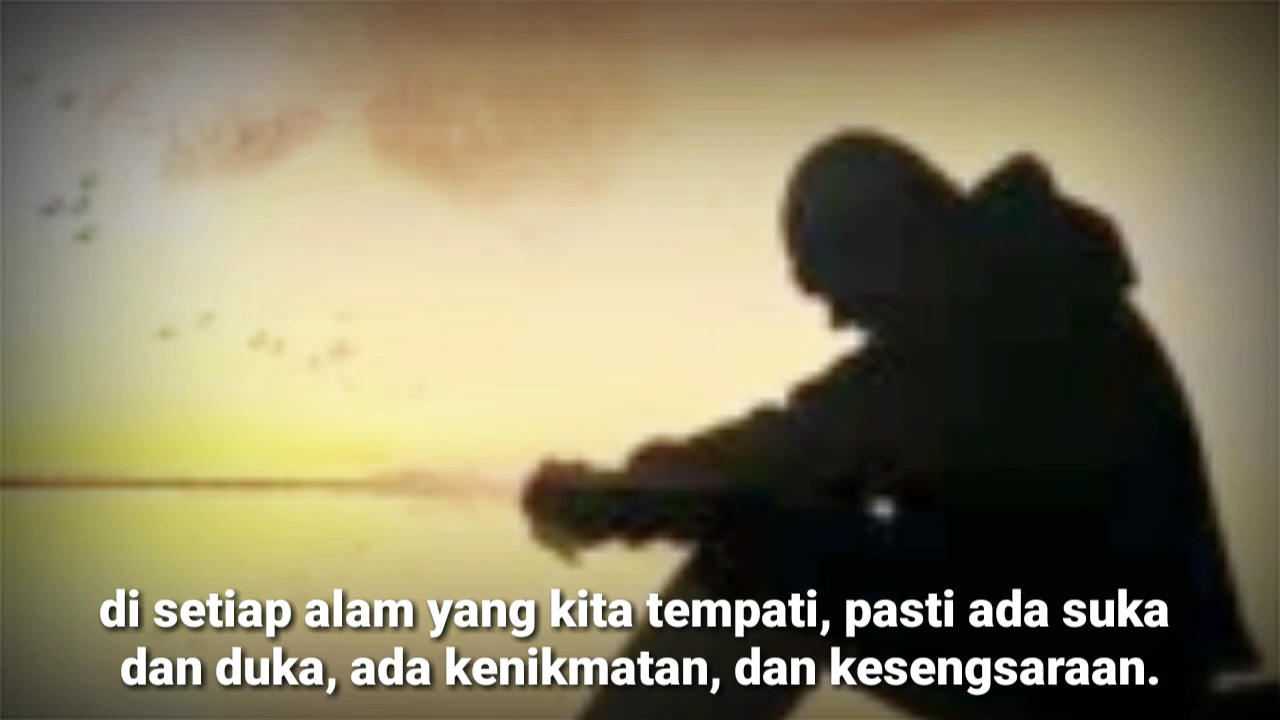 di setiap alam yang kita tempati, pasti ada suka
dan duka, ada kenikmatan, dan kesengsaraan.